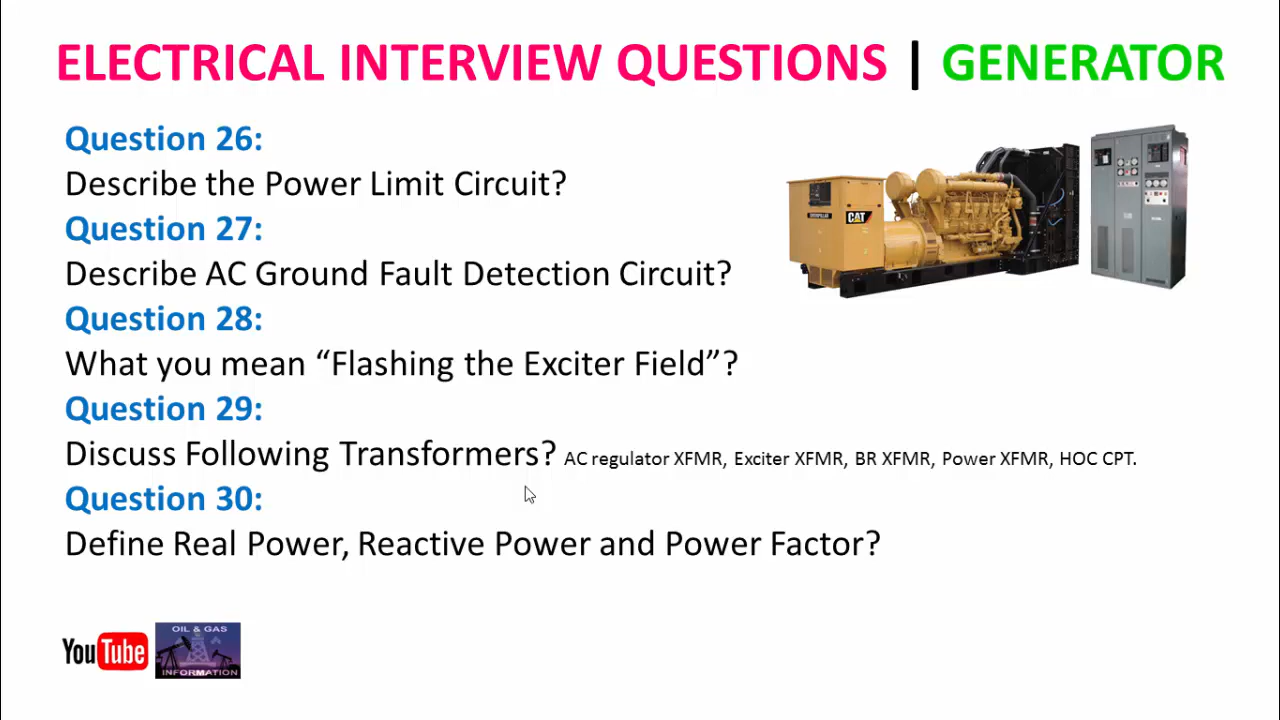 ELECTRICAL INTERVIEW QUESTIONS | GENERATOR
Question 26:
Describe the Power Limit Circuit?
Question 27:
Describe AC Ground Fault Detection Circuit?
Question 28:
What you mean “Flashing the Exciter Field”?
Question 29:
Discuss Following Transformers? AC regulator XFMR, Exciter XFMR, BR XFMR, Power XFMR, HOC CPT.
Question 30:
Define Real Power, Reactive Power and Power Factor?
CAT
YouTube
OIL & GAS
INFORMATION